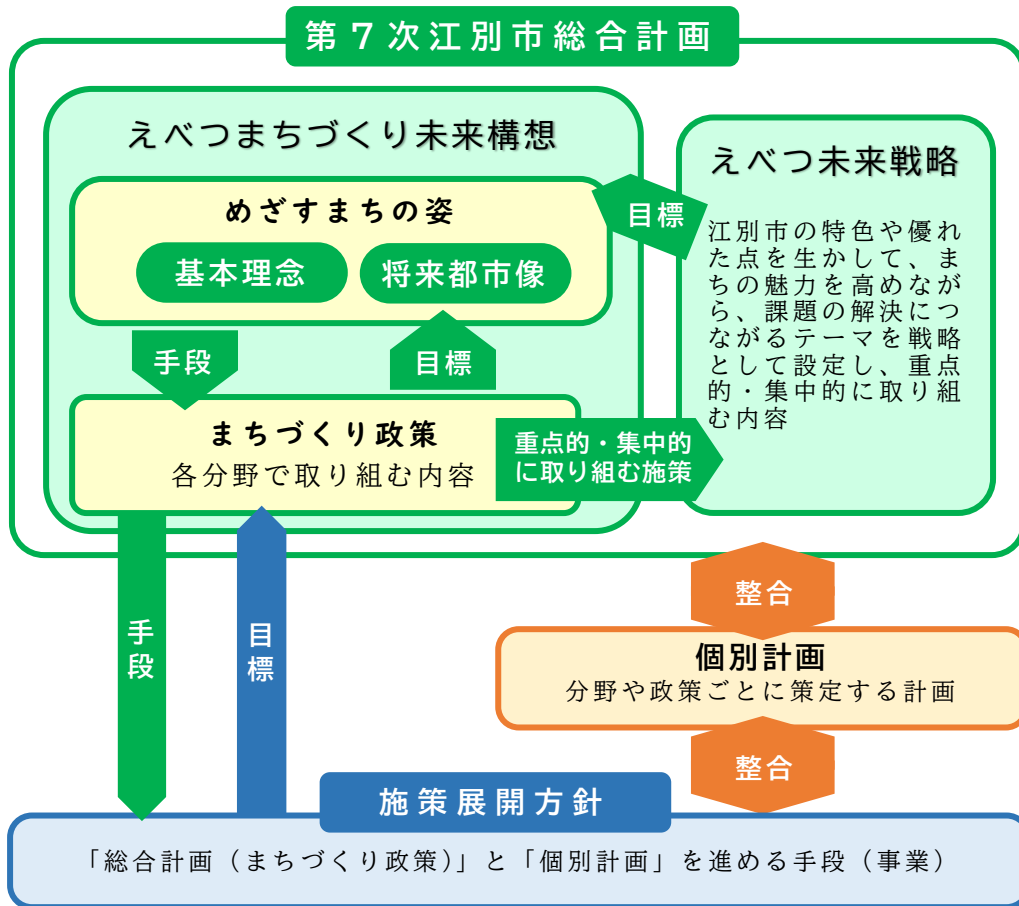 第７次江別市総合計画
えべつまちづくり未来構想
めざすまちの姿
基本理念
将来都市像
手段
目標
まちづくり政策
各分野で取り組む内容
目標
重点的・集中的
に取り組む施策
えべつ未来戦略
江別市の特色や優れ
た点を生かして、ま
ちの魅力を高めなが
ら、課題の解決につ
ながるテーマを戦略
として設定し、重点
的・集中的に取り組
む内容
手段
目標
整合
個別計画
分野や政策ごとに策定する計画
整合
施策展開方針
「総合計画（まちづくり政策）」と「個別計画」を進める手段（事業）